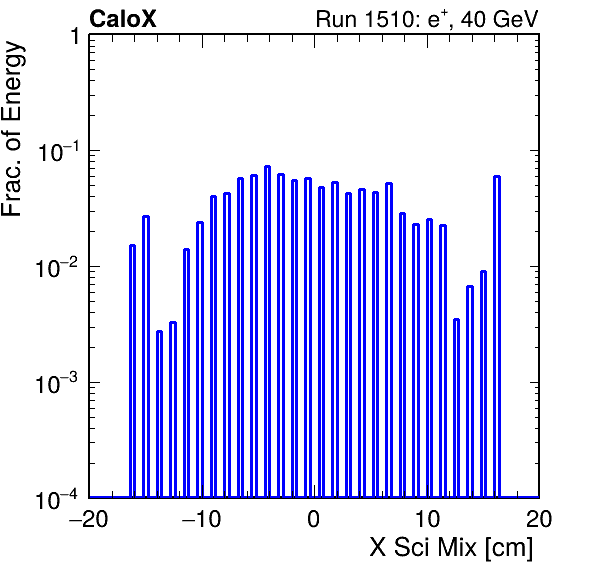 CaloX Run 1510: e⁺, 40 GeV
Frac. of Energy
1
10⁻¹
10⁻²
10⁻³
10⁻⁴
−20 −10 0 10 20
X Sci Mix [cm]